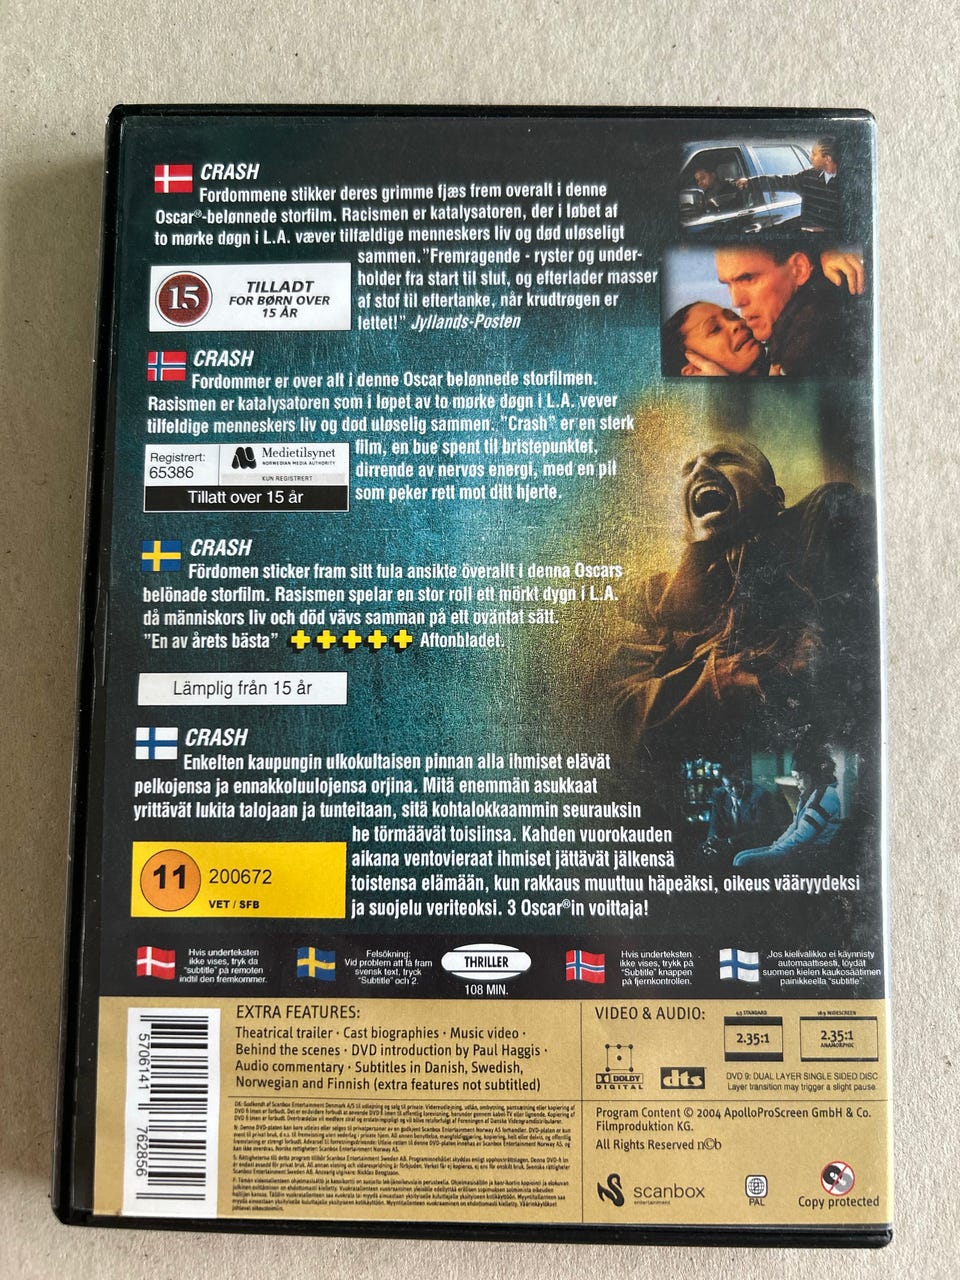 CRASH
Fordommene stikker deres grimme fjæs frem overalt i denne
Oscar®-belønnede storfilm. Racismen er katalysatoren, der i løbet af
to mørke døgn i L.A. væver tilfældige menneskers liv og død uløseligt
sammen."Fremragende - ryster og under-
holder fra start til slut, og efterlader masser
af stof til eftertanke, når krudtrøgen er
lettet!" Jyllands-Posten
15
TILLADT
FOR BØRN OVER
15 ÅR
CRASH
Fordommer er over alt i denne Oscar belønnede storfilmen.
Rasismen er katalysatoren som i løpet av to mørke døgn i L.A. vever
tilfeldige menneskers liv og død uløselig sammen. "Crash" er en sterk
film, en bue spent til bristepunktet,
dirrende av nervøs energi, med en pil
som peker rett mot ditt hjerte.
Registrert:
65386
Medietilsynet
NORWEGIAN MEDIA AUTHORITY
KUN REGISTRERT
Tillatt over 15 år
CRASH
Fördomen sticker fram sitt fula ansikte överallt i denna Oscars
belönade storfilm. Rasismen spelar en stor roll ett mörkt dygn i L.A.
då människors liv och död vävs samman på ett oväntat sätt.
"En av årets bästa" Aftonbladet.
Lämplig från 15 år
CRASH
Enkelten kaupungin ulkokultaisen pinnan alla ihmiset elävät
pelkojensa ja ennakkoluulojensa orjina. Mitä enemmän asukkaat
yrittävät lukita talojaan ja tunteitaan, sitä kohtalokkaammin seurauksin
he törmäävät toisiinsa. Kahden vuorokauden
aikana ventovieraat ihmiset jättävät jälkensä
toistensa elämään, kun rakkaus muuttuu häpeäksi, oikeus vääryydeksi
ja suojelu veriteoksi. 3 Oscar®in voittaja!
11
200672
VET / SFB
Hvis underteksten
ikke vises, tryk da
"subtitle" på remoten
indtil den fremkommer.
Felsökning:
Vid problem att få fram
svensk text, tryck
"Subtitle" och 2.
THRILLER
108 MIN.
Hvis underteksten
ikke vises, trykk på
"Subtitle" knappen
på fjernkontrollen.
Jos kielivalikko ei käynnisty
automaattisesti, löydät
suomen kielen kaukosäätimen
painikkeella "subtitle".
EXTRA FEATURES:
Theatrical trailer · Cast biographies · Music video ·
Behind the scenes · DVD introduction by Paul Haggis ·
Audio commentary · Subtitles in Danish, Swedish,
Norwegian and Finnish (extra features not subtitled)
VIDEO & AUDIO:
4:3 STANDARD
2.35:1
16:9 WIDESCREEN
2.35:1
ANAMORPHIC
DOLBY
DIGITAL
dts
DVD 9: DUAL LAYER SINGLE SIDED DISC
Layer transition may trigger a slight pause.
Program Content © 2004 ApolloProScreen GmbH & Co.
Filmproduktion KG.
All Rights Reserved n©b
scanbox
entertainment
PAL
Copy protected
5706141 762856